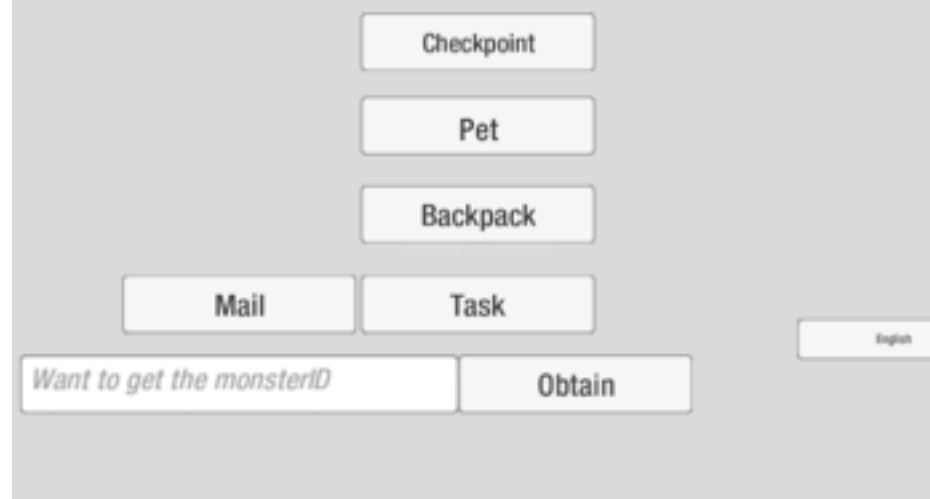 Checkpoint
Pet
Backpack
Mail
Task
English
Want to get the monsterID
Obtain